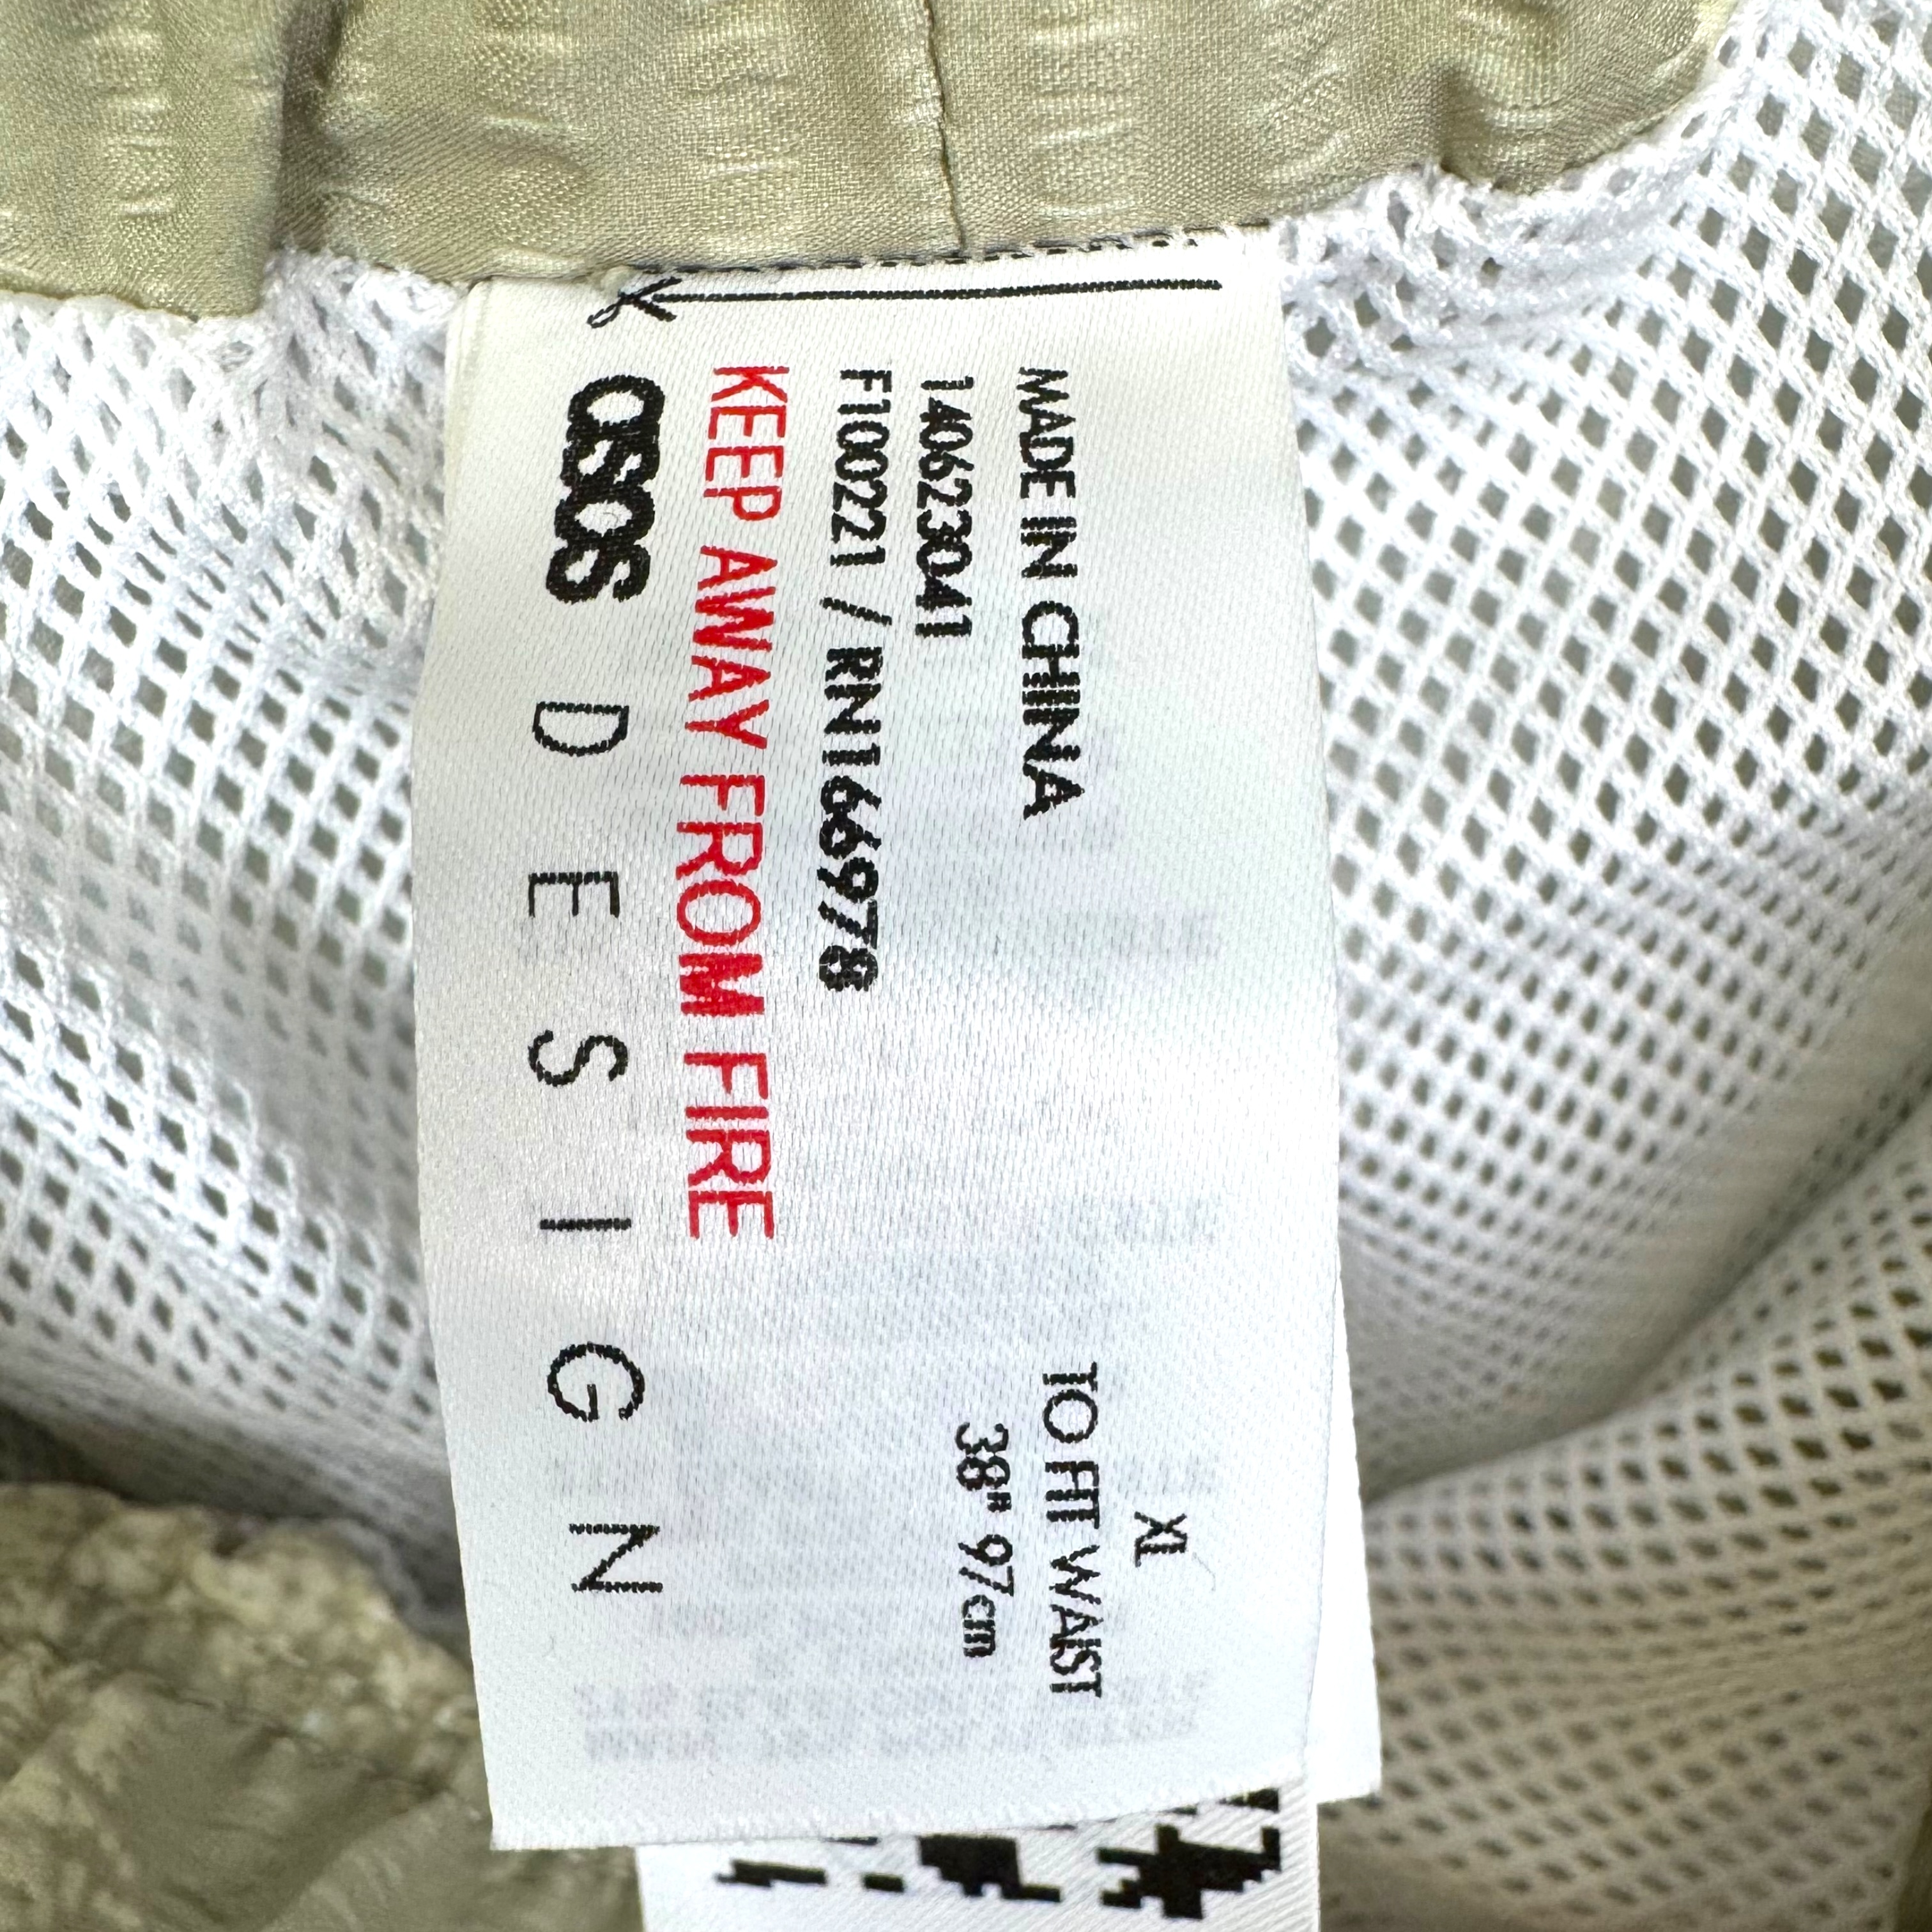 XL
TO FIT WAIST
38" 97cm
MADE IN CHINA
140623041
F100221 / RN166978
KEEP AWAY FROM FIRE
asos DESIGN